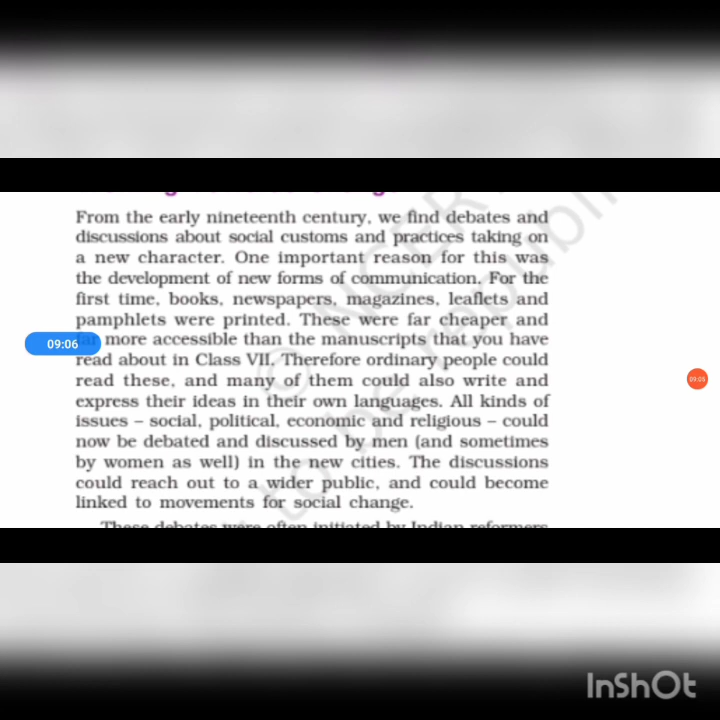 From the early nineteenth century, we find debates and
discussions about social customs and practices taking on
a new character. One important reason for this was
the development of new forms of communication. For the
first time, books, newspapers, magazines, leaflets and
pamphlets were printed. These were far cheaper and
09:06
more accessible than the manuscripts that you have
read about in Class VII. Therefore ordinary people could
09:05
read these, and many of them could also write and
express their ideas in their own languages. All kinds of
issues – social, political, economic and religious – could
now be debated and discussed by men (and sometimes
by women as well) in the new cities. The discussions
could reach out to a wider public, and could become
linked to movements for social change.
These debates were often initiated by Indian reformers
InShOt